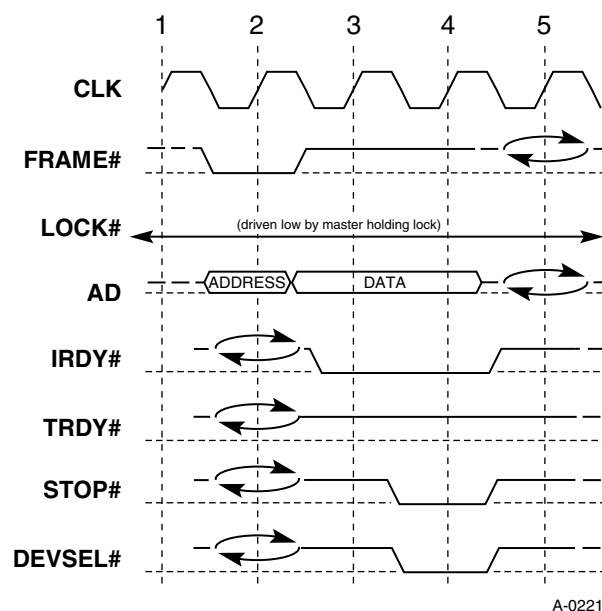 1 2 3 4 5
CLK
FRAME#
LOCK#
(driven low by master holding lock)
AD
ADDRESS
DATA
IRDY#
TRDY#
STOP#
DEVSEL#
A-0221